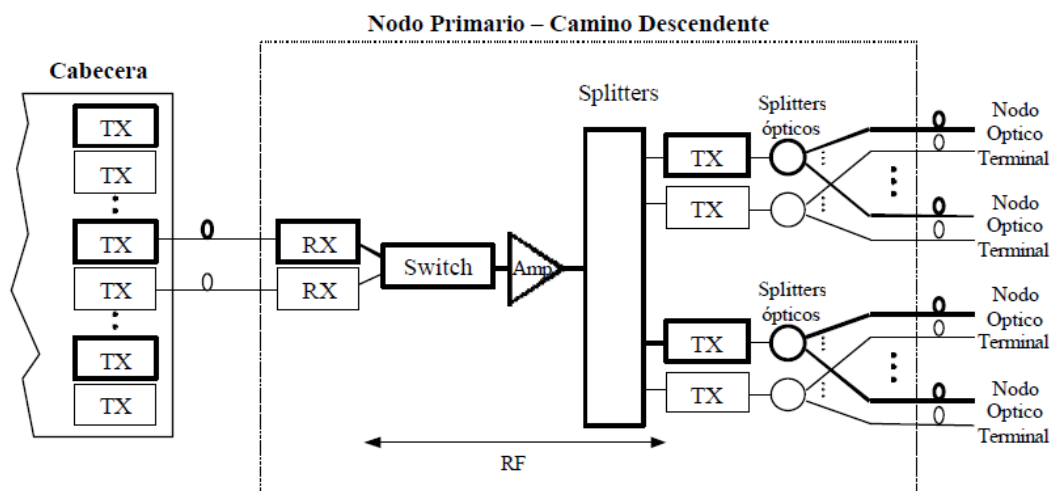 Nodo Primario – Camino Descendente
Cabecera
TX
TX
TX
TX
TX
TX
RX
RX
Switch
Amp
Splitters
TX
TX
TX
TX
Splitters
ópticos
Splitters
ópticos
Nodo
Optico
Terminal
Nodo
Optico
Terminal
Nodo
Optico
Terminal
Nodo
Optico
Terminal
RF